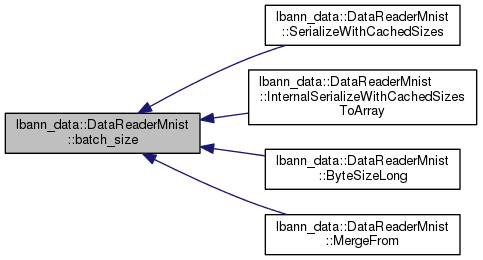 lbann_data::DataReaderMnist
::batch_size
lbann_data::DataReaderMnist
::SerializeWithCachedSizes
lbann_data::DataReaderMnist
::InternalSerializeWithCachedSizes
ToArray
lbann_data::DataReaderMnist
::ByteSizeLong
lbann_data::DataReaderMnist
::MergeFrom